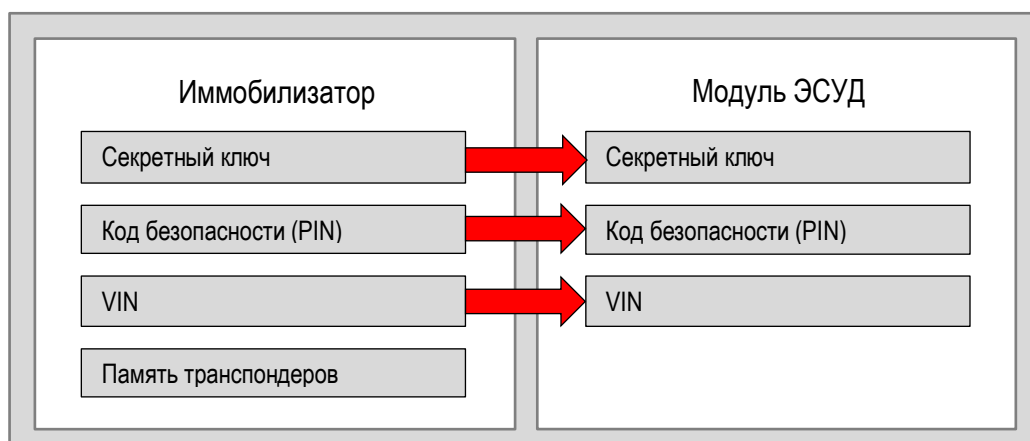 Иммобилизатор
Секретный ключ
Код безопасности (PIN)
VIN
Память транспондеров
Модуль ЭСУД
Секретный ключ
Код безопасности (PIN)
VIN